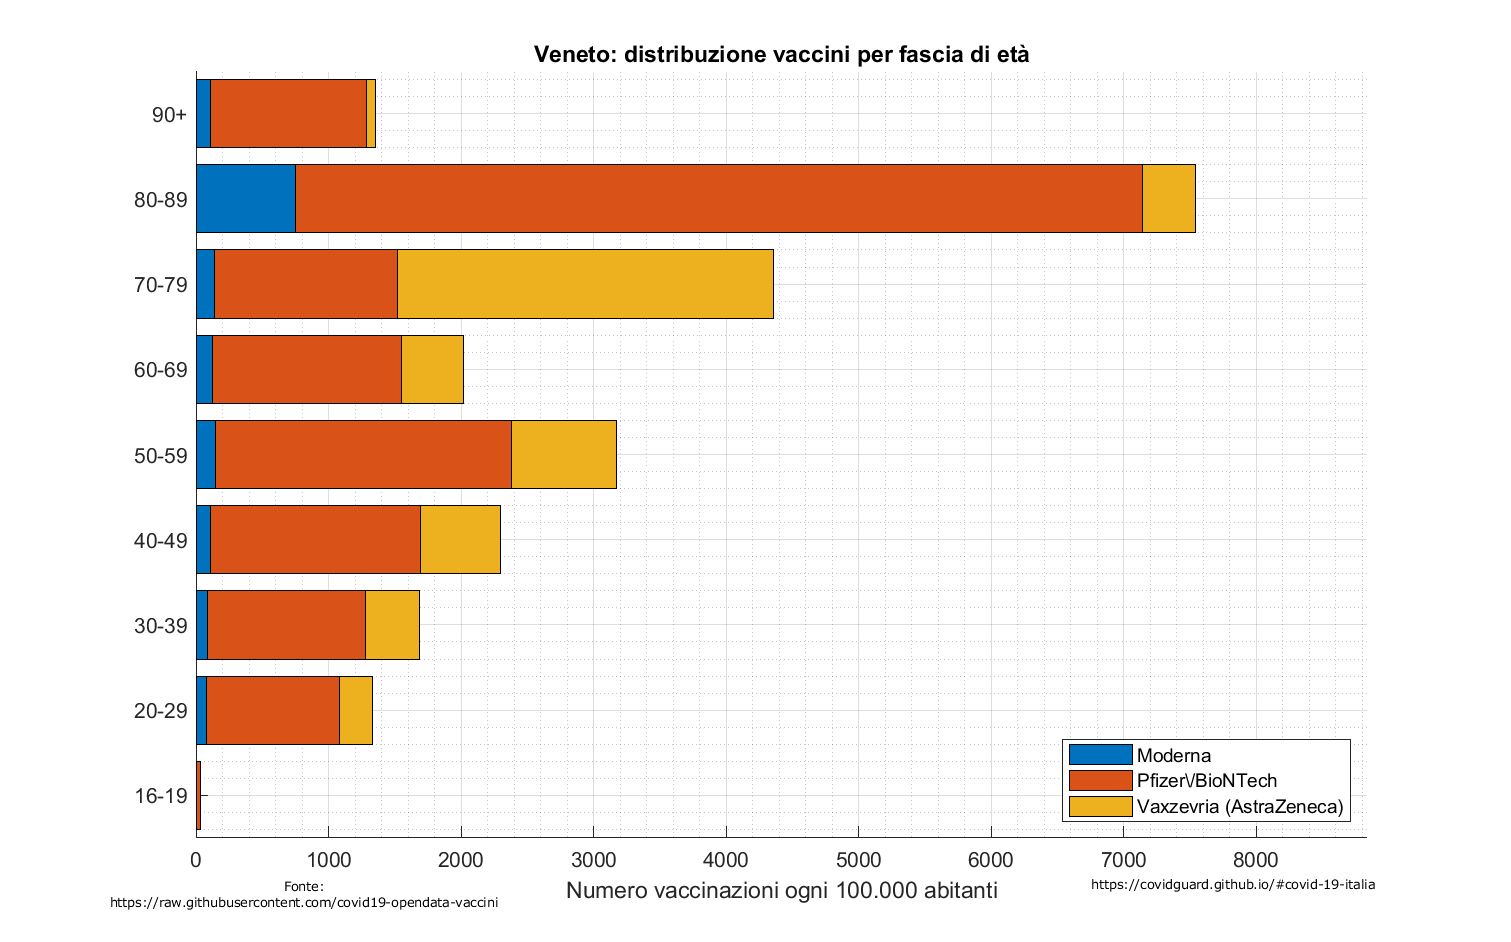 Veneto: distribuzione vaccini per fascia di età
90+
80-89
70-79
60-69
50-59
40-49
30-39
20-29
16-19
Moderna
Pfizer\/BioNTech
Vaxzevria (AstraZeneca)
0 1000 2000 3000 4000 5000 6000 7000 8000
Numero vaccinazioni ogni 100.000 abitanti
Fonte:
https://raw.githubusercontent.com/covid19-opendata-vaccini
https://covidguard.github.io/#covid-19-italia